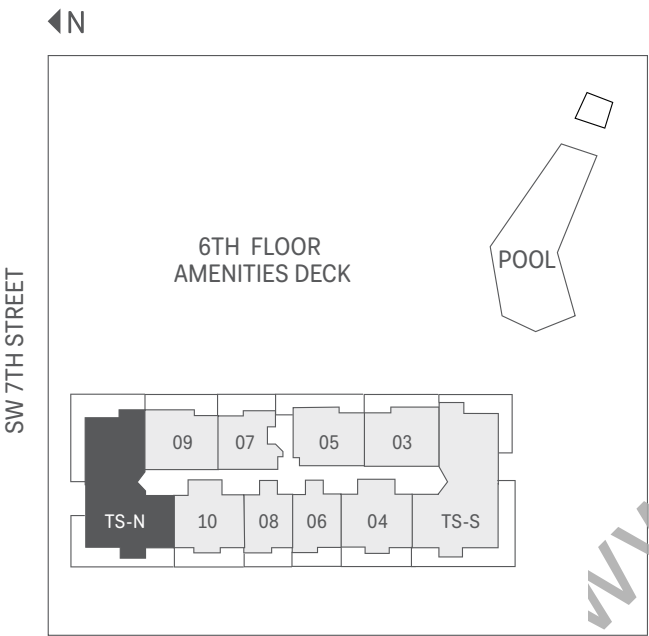 N
6TH FLOOR
AMENITIES DECK
POOL
SW 7TH STREET
09 07 05 03
TS-N 10 08 06 04 TS-S